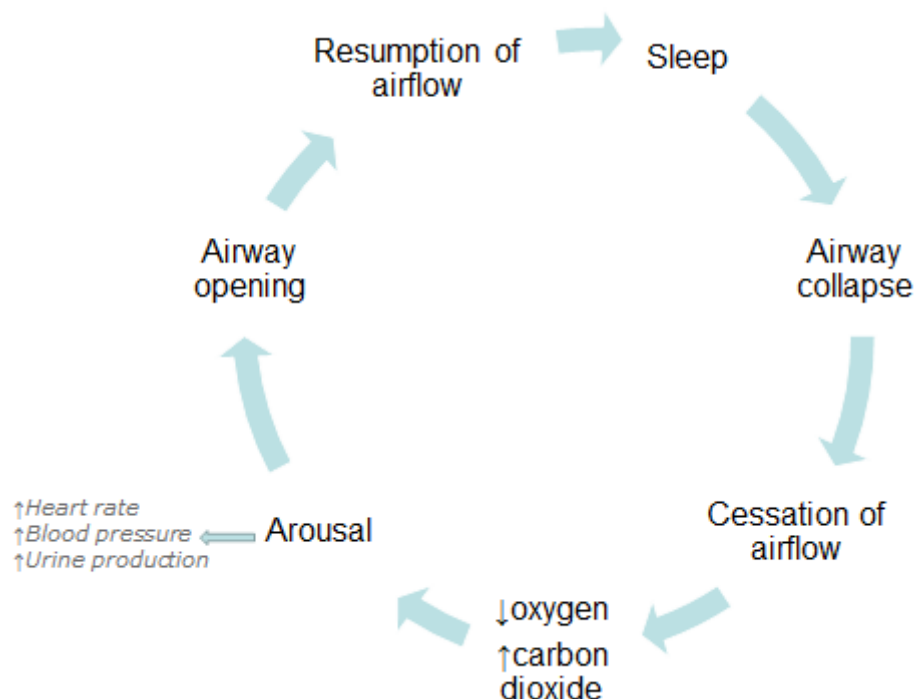 Resumption of
airflow
Sleep
Airway
collapse
Cessation of
airflow
↓oxygen
↑carbon
dioxide
Arousal
↑Heart rate
↑Blood pressure
↑Urine production
Airway
opening